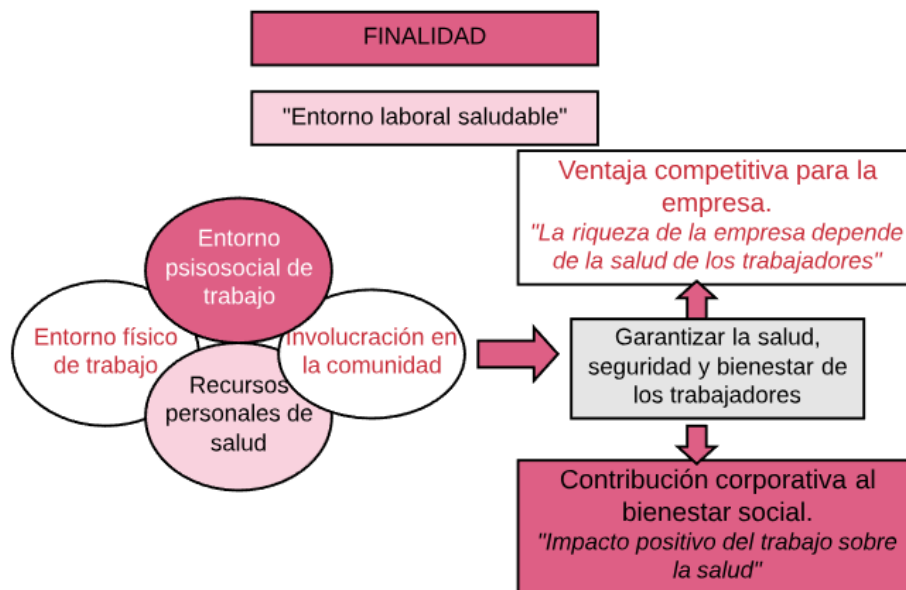 FINALIDAD
"Entorno laboral saludable"
Ventaja competitiva para la
empresa.
"La riqueza de la empresa depende
de la salud de los trabajadores"
Entorno
psisosocial de
trabajo
Entorno físico
de trabajo
Involucración en
la comunidad
Recursos
personales de
salud
Garantizar la salud,
seguridad y bienestar de
los trabajadores
Contribución corporativa al
bienestar social.
"Impacto positivo del trabajo sobre
la salud"